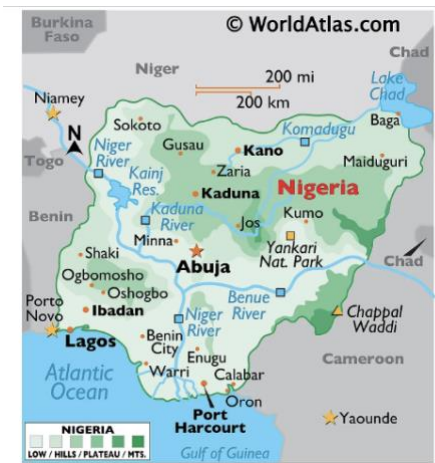 © WorldAtlas.com
Burkina
Faso
Chad
Niger
200 mi
200 km
Lake
Chad
Niamey
N
Sokoto
Gusau
Kano
Komadugu
Baga
Niger
River
Kainj
Res.
Zaria
Maiduguri
Togo
Kaduna
Nigeria
Kaduna
River
Jos
Kumo
Benin
Minna
Yankari
Nat. Park
Shaki
Abuja
Chad
Ogbomosho
Oshogbo
Benue
River
Chappal
Waddi
Porto
Novo
Ibadan
Niger
River
Lagos
Benin
City
Enugu
Cameroon
Atlantic
Ocean
Warri
Calabar
Oron
Port
Harcourt
Yaounde
NIGERIA
LOW / HILLS / PLATEAU / MTS.
Gulf of Guinea